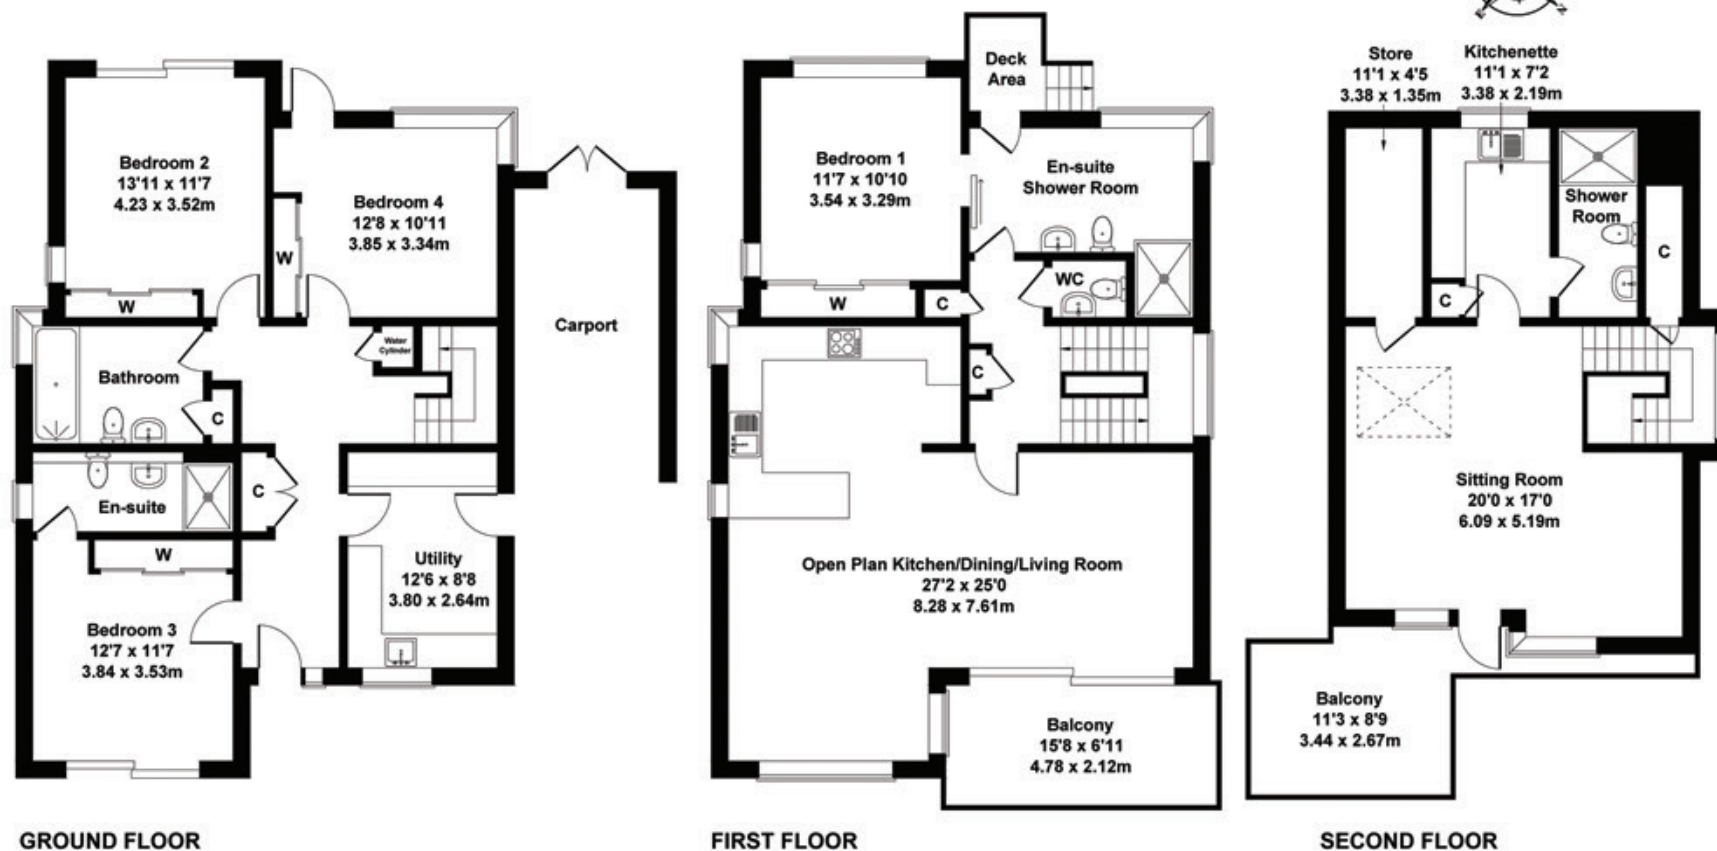 Bedroom 2
13'11 x 11'7
4.23 x 3.52m
W
Bedroom 4
12'8 x 10'11
3.85 x 3.34m
W
Carport
Water
Cylinder
Bathroom
C
En-suite
C
W
Utility
12'6 x 8'8
3.80 x 2.64m
Bedroom 3
12'7 x 11'7
3.84 x 3.53m
GROUND FLOOR
Deck
Area
Bedroom 1
11'7 x 10'10
3.54 x 3.29m
En-suite
Shower Room
WC
W
C
C
Open Plan Kitchen/Dining/Living Room
27'2 x 25'0
8.28 x 7.61m
Balcony
15'8 x 6'11
4.78 x 2.12m
FIRST FLOOR
E
N
Store
11'1 x 4'5
3.38 x 1.35m
Kitchenette
11'1 x 7'2
3.38 x 2.19m
Shower
Room
C
C
Sitting Room
20'0 x 17'0
6.09 x 5.19m
Balcony
11'3 x 8'9
3.44 x 2.67m
SECOND FLOOR